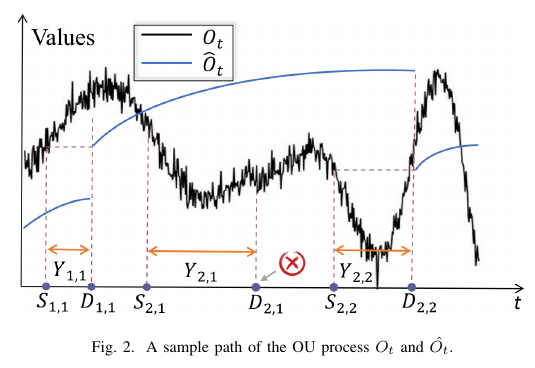 Values
O_t
Ô_t
Y_{1,1}
Y_{2,1}
Y_{2,2}
S_{1,1} D_{1,1} S_{2,1} D_{2,1} S_{2,2} D_{2,2} t
Fig. 2. A sample path of the OU process O_t and Ô_t.